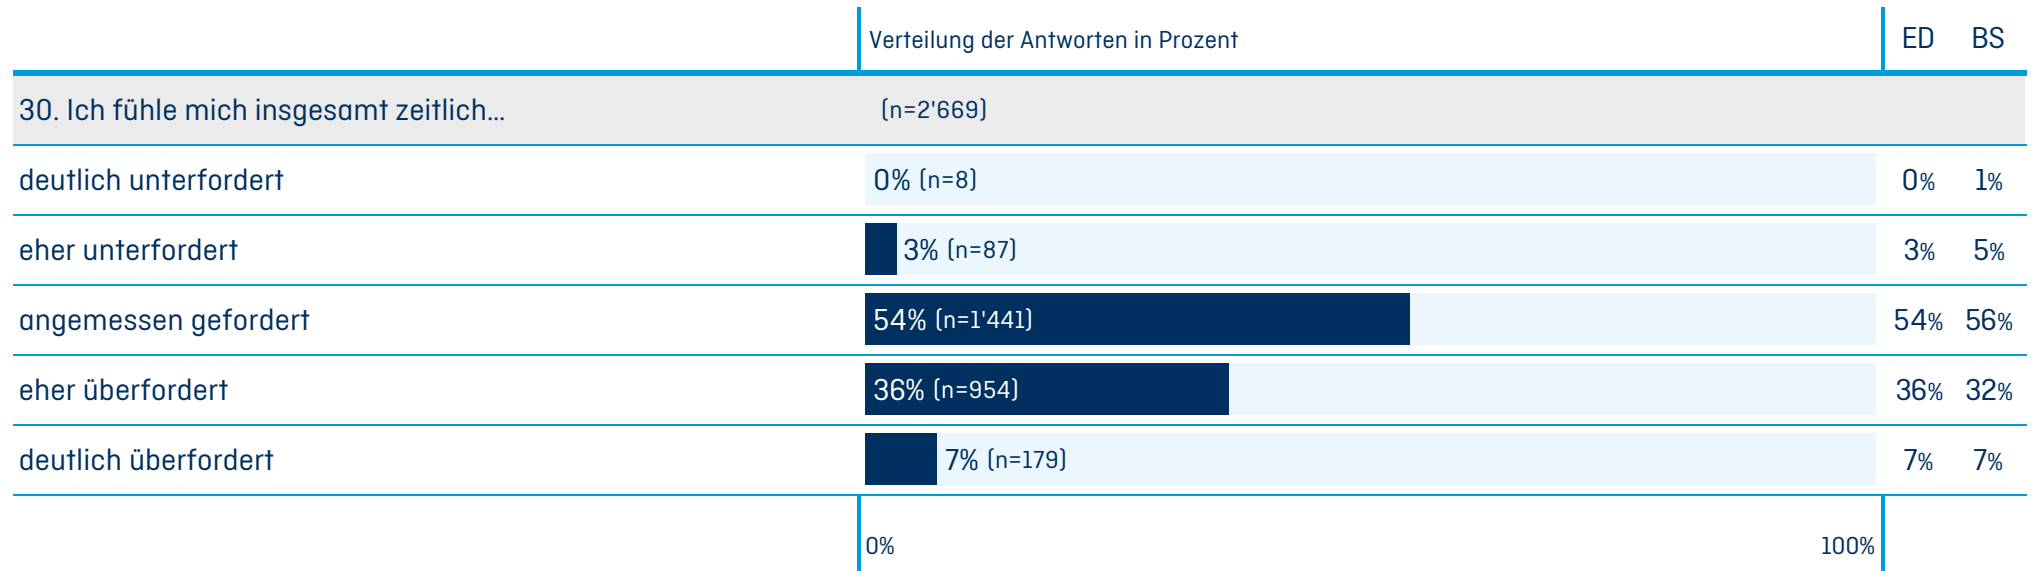 Verteilung der Antworten in Prozent ED BS
30. Ich fühle mich insgesamt zeitlich... (n=2'669)
deutlich unterfordert 0% (n=8) 0% 1%
eher unterfordert 3% (n=87) 3% 5%
angemessen gefordert 54% (n=1'441) 54% 56%
eher überfordert 36% (n=954) 36% 32%
deutlich überfordert 7% (n=179) 7% 7%
0% 100%